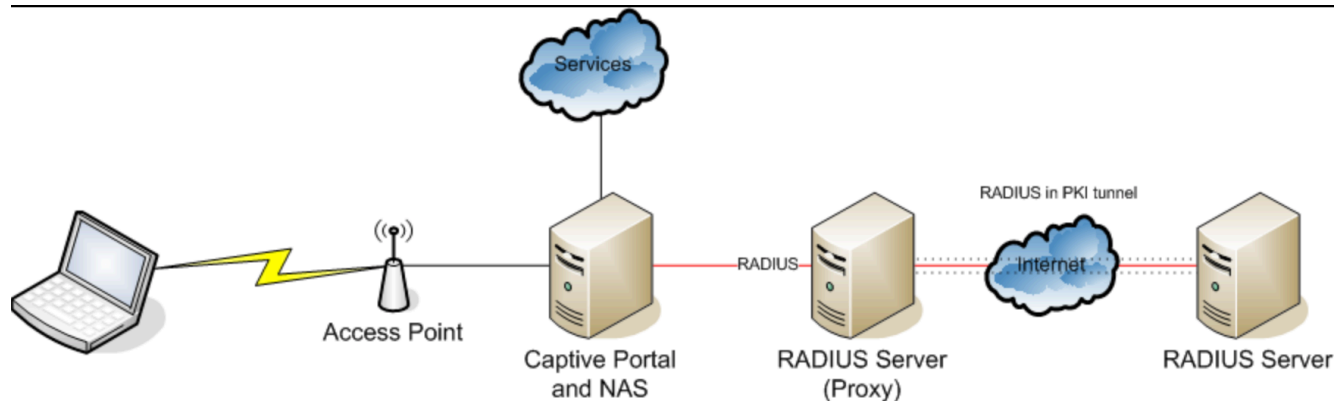 Services
RADIUS in PKI tunnel
RADIUS
Internet
Access Point
Captive Portal
and NAS
RADIUS Server
(Proxy)
RADIUS Server